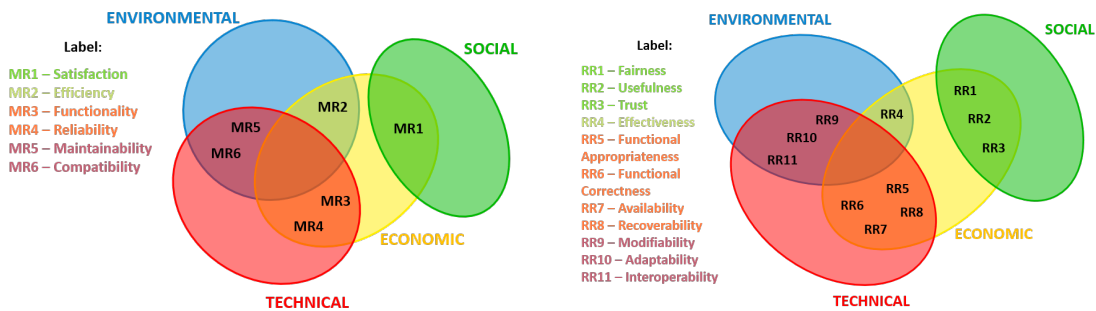 ENVIRONMENTAL
Label:
SOCIAL
MR1 – Satisfaction
MR2 – Efficiency
MR3 – Functionality
MR4 – Reliability
MR5 – Maintainability
MR6 – Compatibility
MR2
MR5
MR1
MR6
MR3
MR4
ECONOMIC
TECHNICAL
ENVIRONMENTAL
SOCIAL
Label:
RR1 – Fairness
RR2 – Usefulness
RR3 – Trust
RR4 – Effectiveness
RR5 – Functional
Appropriateness
RR6 – Functional
Correctness
RR7 – Availability
RR8 – Recoverability
RR9 – Modifiability
RR10 – Adaptability
RR11 – Interoperability
RR1
RR9
RR4
RR2
RR10
RR3
RR11
RR5
RR6
RR8
RR7
ECONOMIC
TECHNICAL